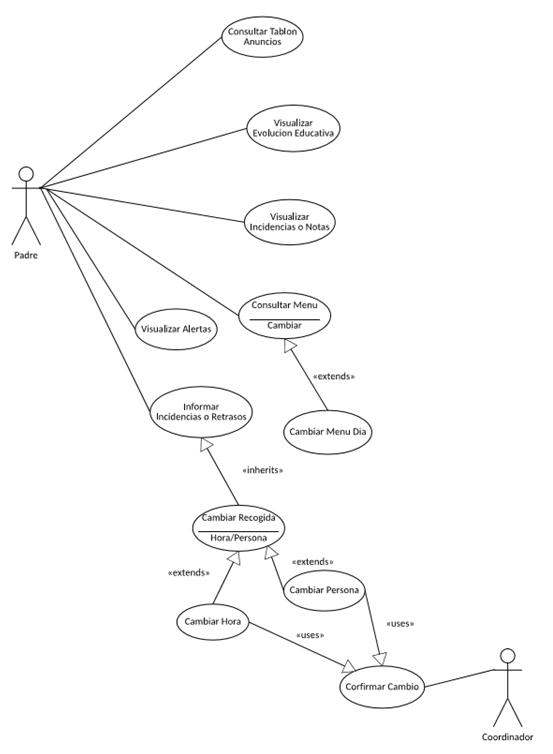 Consultar Tablon
Anuncios
Visualizar
Evolucion Educativa
Visualizar
Incidencias o Notas
Padre
Consultar Menu
Cambiar
Visualizar Alertas
«extends»
Informar
Incidencias o Retrasos
Cambiar Menu Dia
«inherits»
Cambiar Recogida
Hora/Persona
«extends»
«extends»
Cambiar Persona
Cambiar Hora
«uses»
«uses»
Corfirmar Cambio
Coordinador